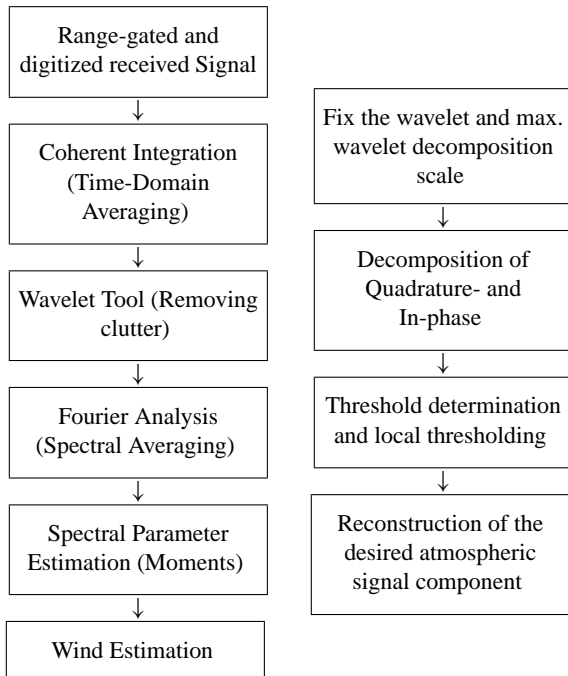 Range-gated and
digitized received Signal
Coherent Integration
(Time-Domain
Averaging)
Wavelet Tool (Removing
clutter)
Fourier Analysis
(Spectral Averaging)
Spectral Parameter
Estimation (Moments)
Wind Estimation
Fix the wavelet and max.
wavelet decomposition
scale
Decomposition of
Quadrature- and
In-phase
Threshold determination
and local thresholding
Reconstruction of the
desired atmospheric
signal component